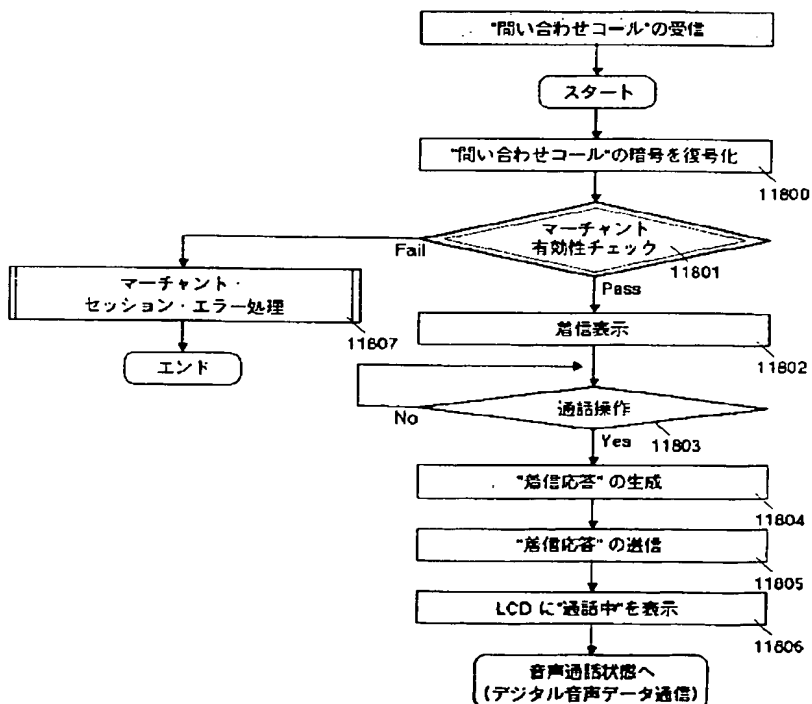 "問い合わせコール"の受信
スタート
"問い合わせコール"の暗号を復号化
11800
マーチャント
有効性チェック
11801
Fail
Pass
マーチャント・
セッション・エラー処理
11807
エンド
着信表示
11802
通話操作
11803
No
Yes
"着信応答" の生成
11804
"着信応答" の送信
11805
LCD に"通話中"を表示
11806
音声通話状態へ
(デジタル音声データ通信)